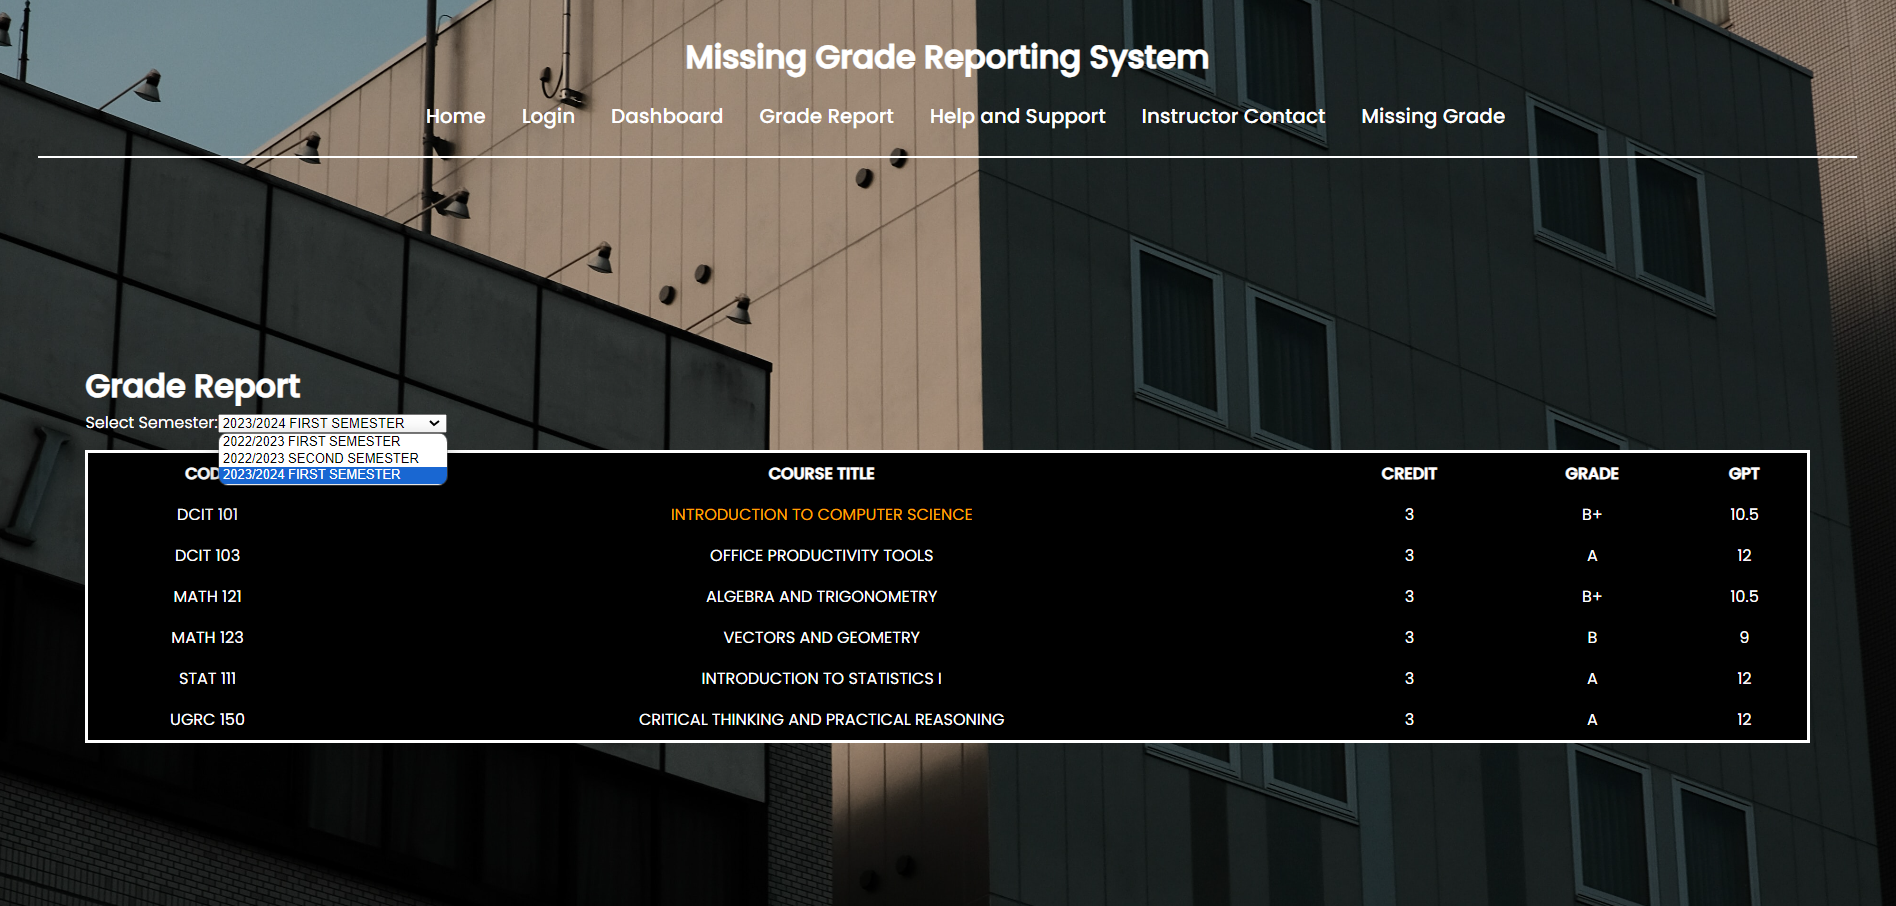 Missing Grade Reporting System
Home Login Dashboard Grade Report Help and Support Instructor Contact Missing Grade
Grade Report
Select Semester: 2023/2024 FIRST SEMESTER
2022/2023 FIRST SEMESTER
2022/2023 SECOND SEMESTER
2023/2024 FIRST SEMESTER
COURSE TITLE CREDIT GRADE GPT
DCIT 101 INTRODUCTION TO COMPUTER SCIENCE 3 B+ 10.5
DCIT 103 OFFICE PRODUCTIVITY TOOLS 3 A 12
MATH 121 ALGEBRA AND TRIGONOMETRY 3 B+ 10.5
MATH 123 VECTORS AND GEOMETRY 3 B 9
STAT 111 INTRODUCTION TO STATISTICS I 3 A 12
UGRC 150 CRITICAL THINKING AND PRACTICAL REASONING 3 A 12